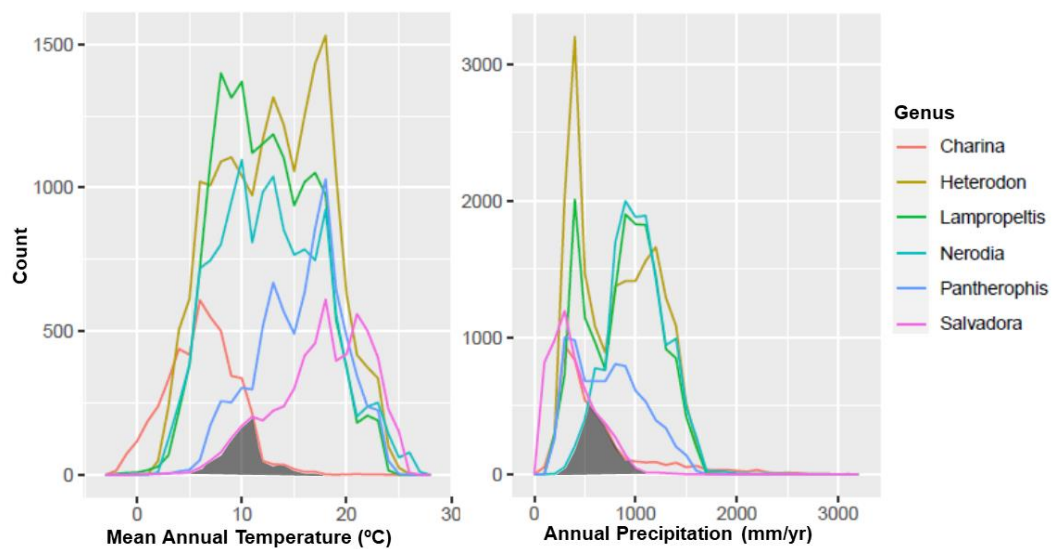 1500
1000
500
0
Count
0
10
20
30
Mean Annual Temperature (ºC)
3000
2000
1000
0
0
1000
2000
3000
Annual Precipitation (mm/yr)
Genus
Charina
Heterodon
Lampropeltis
Nerodia
Pantherophis
Salvadora